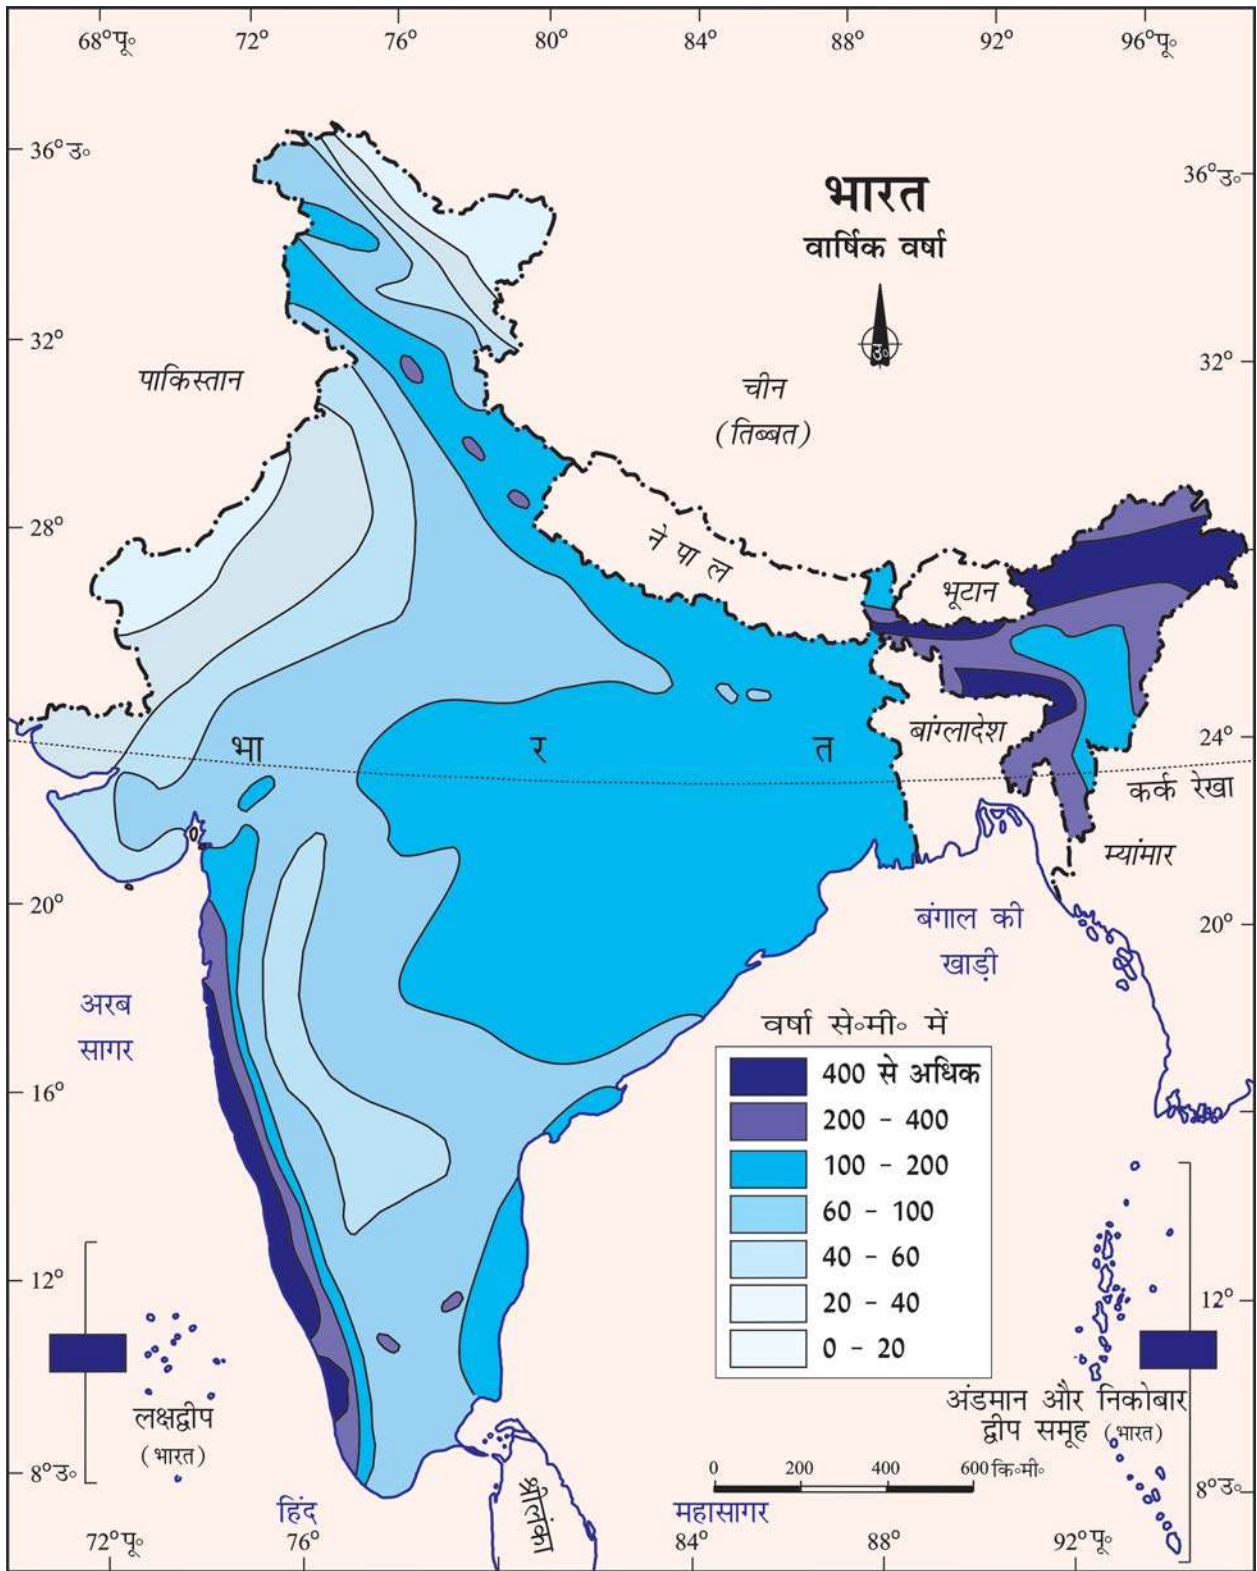 68°पू॰ 72° 76° 80° 84° 88° 92° 96°पू॰
36°उ॰
36°उ॰
भारत
वार्षिक वर्षा
उ॰
32°
32°
पाकिस्तान
चीन
(तिब्बत)
28°
नेपाल
भूटान
भारत
बांग्लादेश
24°
कर्क रेखा
म्यांमार
20°
20°
बंगाल की
खाड़ी
अरब
सागर
वर्षा से॰मी॰ में
400 से अधिक
200 - 400
100 - 200
60 - 100
40 - 60
20 - 40
0 - 20
16°
12°
12°
लक्षद्वीप
(भारत)
अंडमान और निकोबार
द्वीप समूह (भारत)
0 200 400 600 कि॰मी॰
8°उ॰
8°उ॰
श्रीलंका
हिंद महासागर
72°पू॰ 76° 84° 88° 92°पू॰